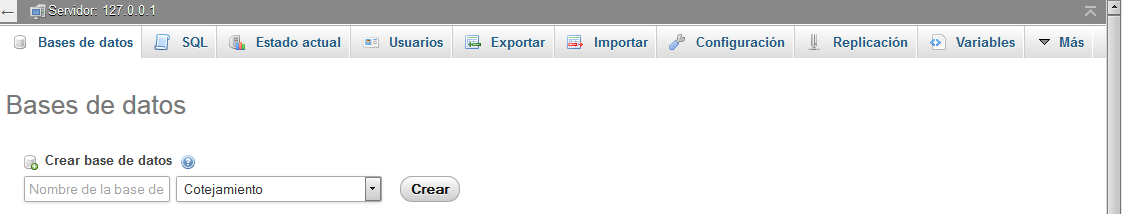 Servidor: 127.0.0.1
Bases de datos SQL Estado actual Usuarios Exportar Importar Configuración Replicación Variables Más
Bases de datos
Crear base de datos
Nombre de la base de Cotejamiento Crear